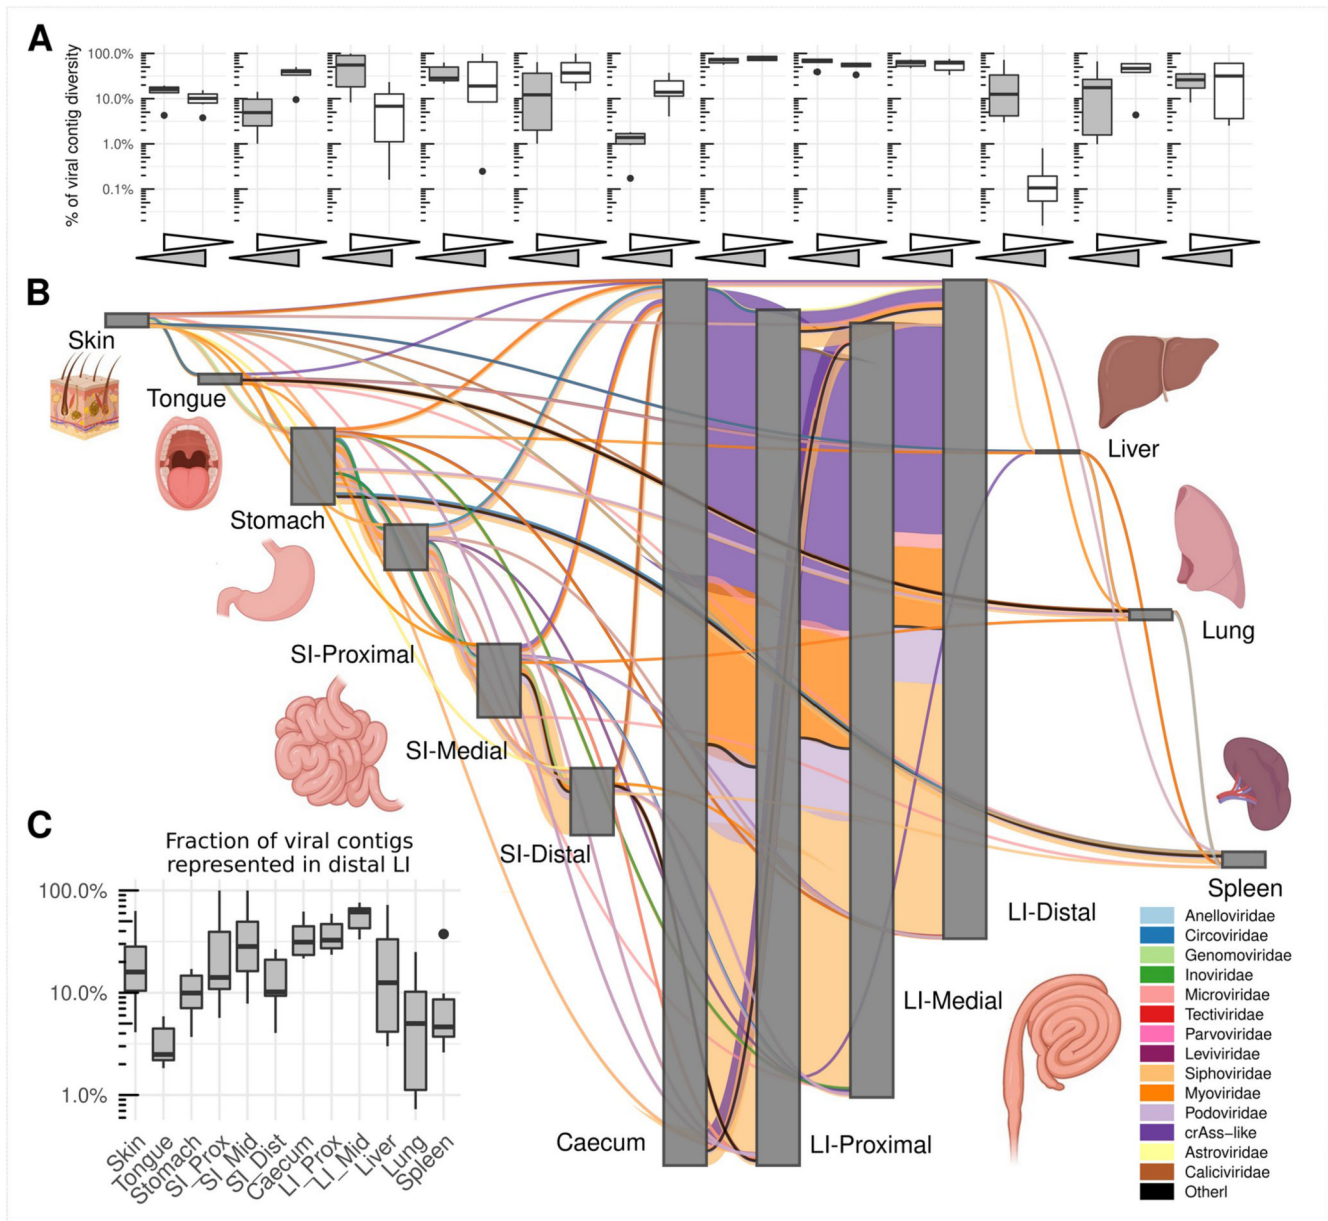 A
% of viral contig diversity
100.0%
10.0%
1.0%
0.1%
B
Skin
Tongue
Stomach
SI-Proximal
SI-Medial
SI-Distal
Caecum
LI-Proximal
LI-Medial
LI-Distal
Liver
Lung
Spleen
Anelloviridae
Circoviridae
Genomoviridae
Inoviridae
Microviridae
Tectiviridae
Parvoviridae
Leviviridae
Siphoviridae
Myoviridae
Podoviridae
crAss–like
Astroviridae
Caliciviridae
Otherl
C
Fraction of viral contigs
represented in distal LI
100.0%
10.0%
1.0%
Skin
Tongue
Stomach
SI_Prox
SI_Mid
SI_Dist
Caecum
LI_Prox
LI_Mid
Liver
Lung
Spleen